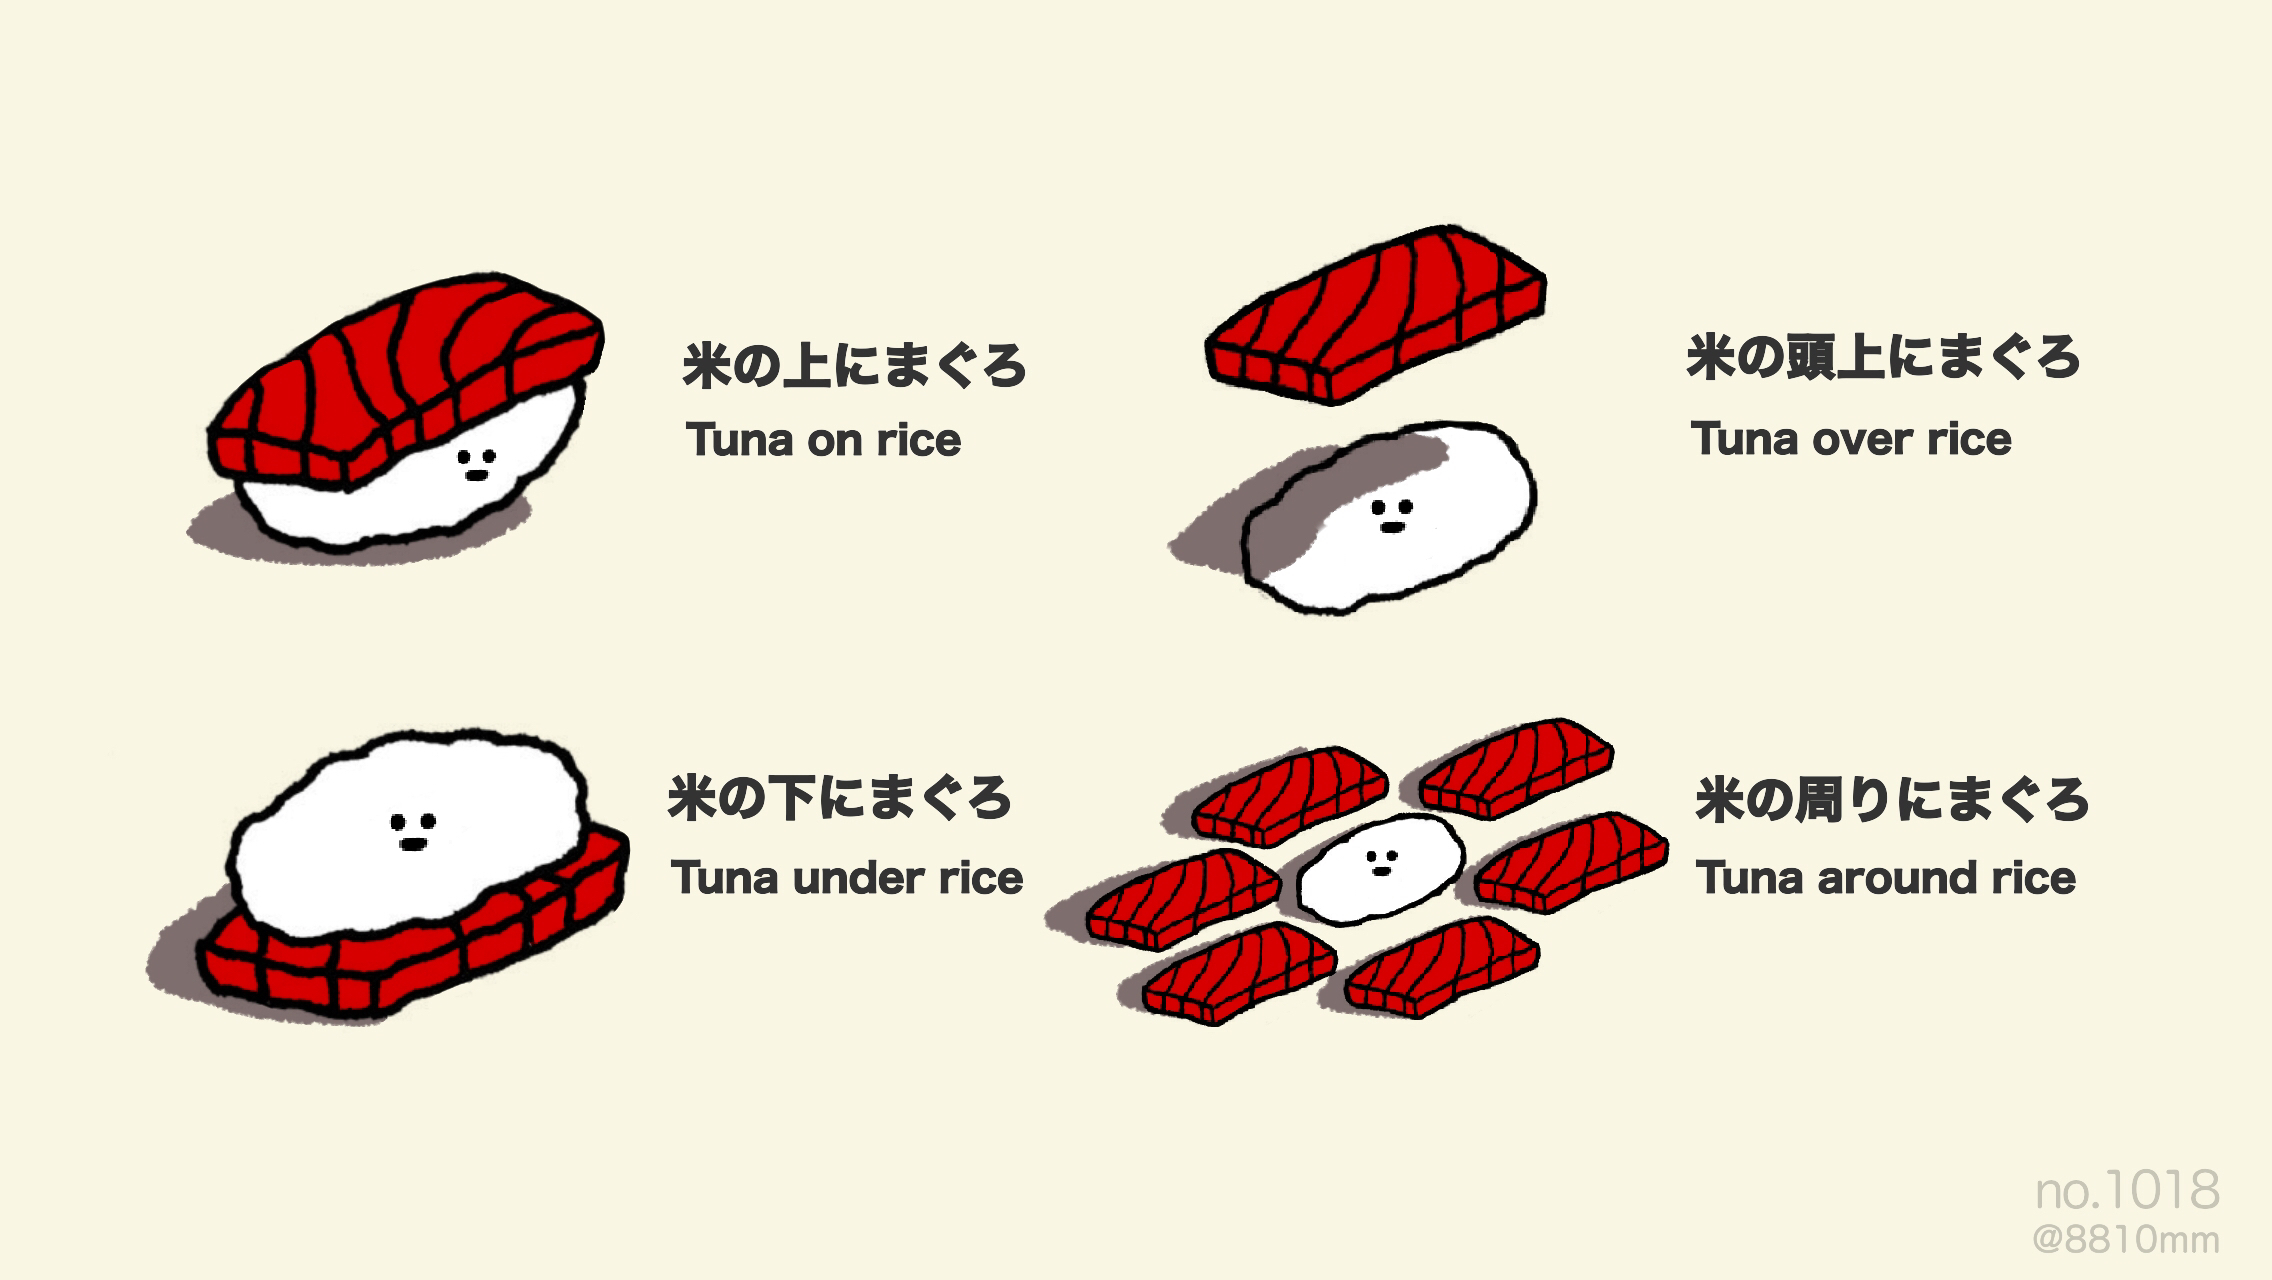 米の上にまぐろ
Tuna on rice
米の頭上にまぐろ
Tuna over rice
米の下にまぐろ
Tuna under rice
米の周りにまぐろ
Tuna around rice
no.1018
@8810mm